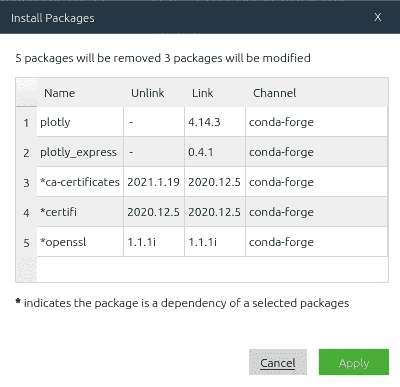 Install Packages X
5 packages will be removed 3 packages will be modified
Name Unlink Link Channel
1 plotly - 4.14.3 conda-forge
2 plotly_express - 0.4.1 conda-forge
3 *ca-certificates 2021.1.19 2020.12.5 conda-forge
4 *certifi 2020.12.5 2020.12.5 conda-forge
5 *openssl 1.1.1i 1.1.1i conda-forge
* indicates the package is a dependency of a selected packages
Cancel Apply